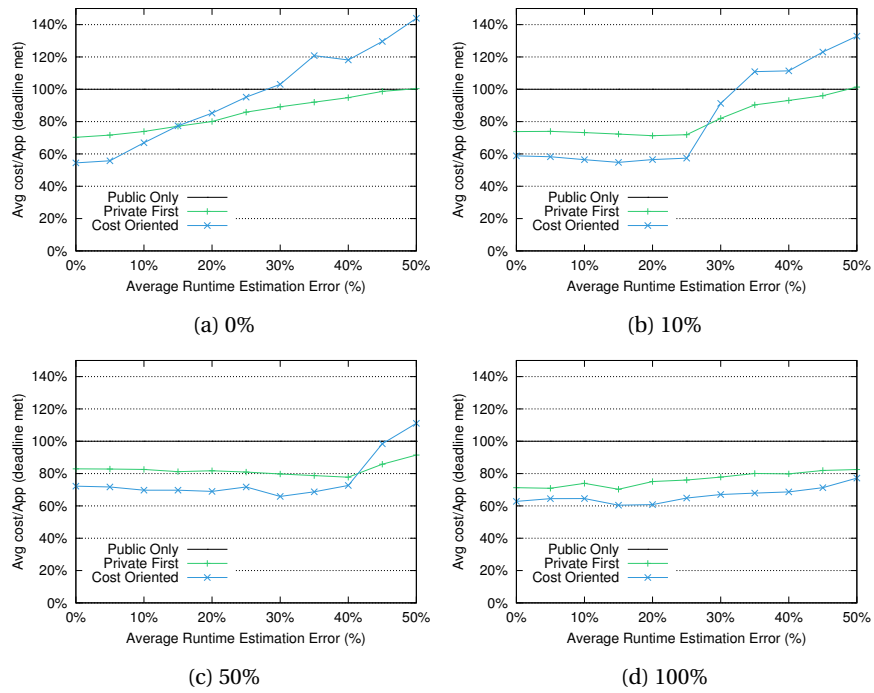 140%
120%
100%
80%
60%
40%
20%
0%
Avg cost/App (deadline met)
Public Only
Private First
Cost Oriented
0% 10% 20% 30% 40% 50%
Average Runtime Estimation Error (%)
(a) 0%
140%
120%
100%
80%
60%
40%
20%
0%
Avg cost/App (deadline met)
Public Only
Private First
Cost Oriented
0% 10% 20% 30% 40% 50%
Average Runtime Estimation Error (%)
(b) 10%
140%
120%
100%
80%
60%
40%
20%
0%
Avg cost/App (deadline met)
Public Only
Private First
Cost Oriented
0% 10% 20% 30% 40% 50%
Average Runtime Estimation Error (%)
(c) 50%
140%
120%
100%
80%
60%
40%
20%
0%
Avg cost/App (deadline met)
Public Only
Private First
Cost Oriented
0% 10% 20% 30% 40% 50%
Average Runtime Estimation Error (%)
(d) 100%